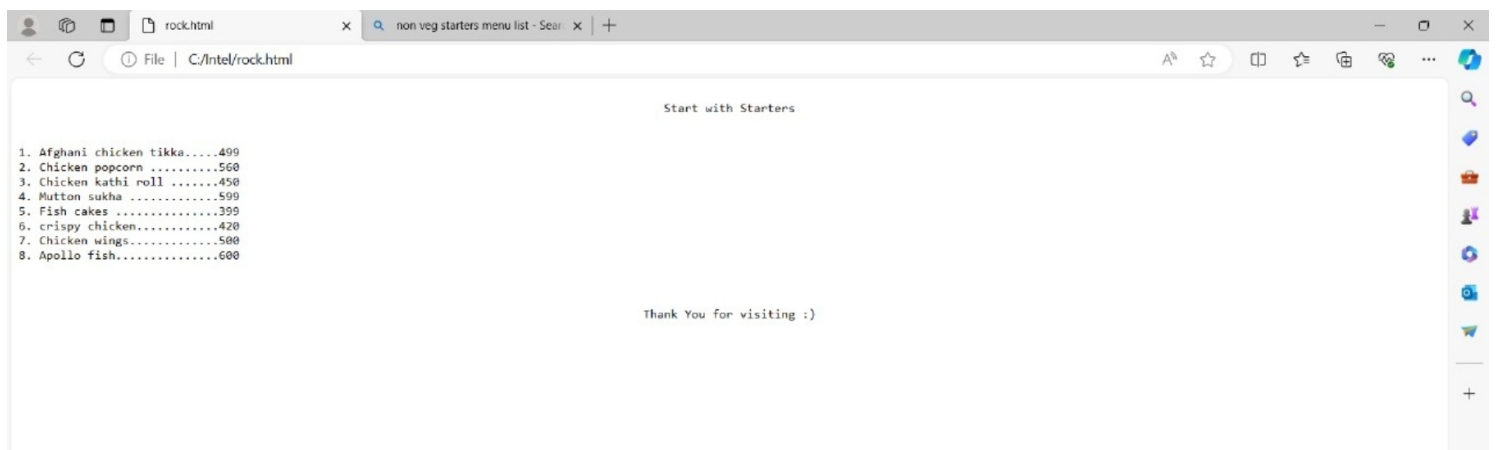 rock.html
non veg starters menu list - Sear
File | C:/Intel/rock.html
Start with Starters
1. Afghani chicken tikka.....499
2. Chicken popcorn ..........560
3. Chicken kathi roll .......450
4. Mutton sukha .............599
5. Fish cakes ...............399
6. crispy chicken............420
7. Chicken wings.............500
8. Apollo fish...............600
Thank You for visiting :)